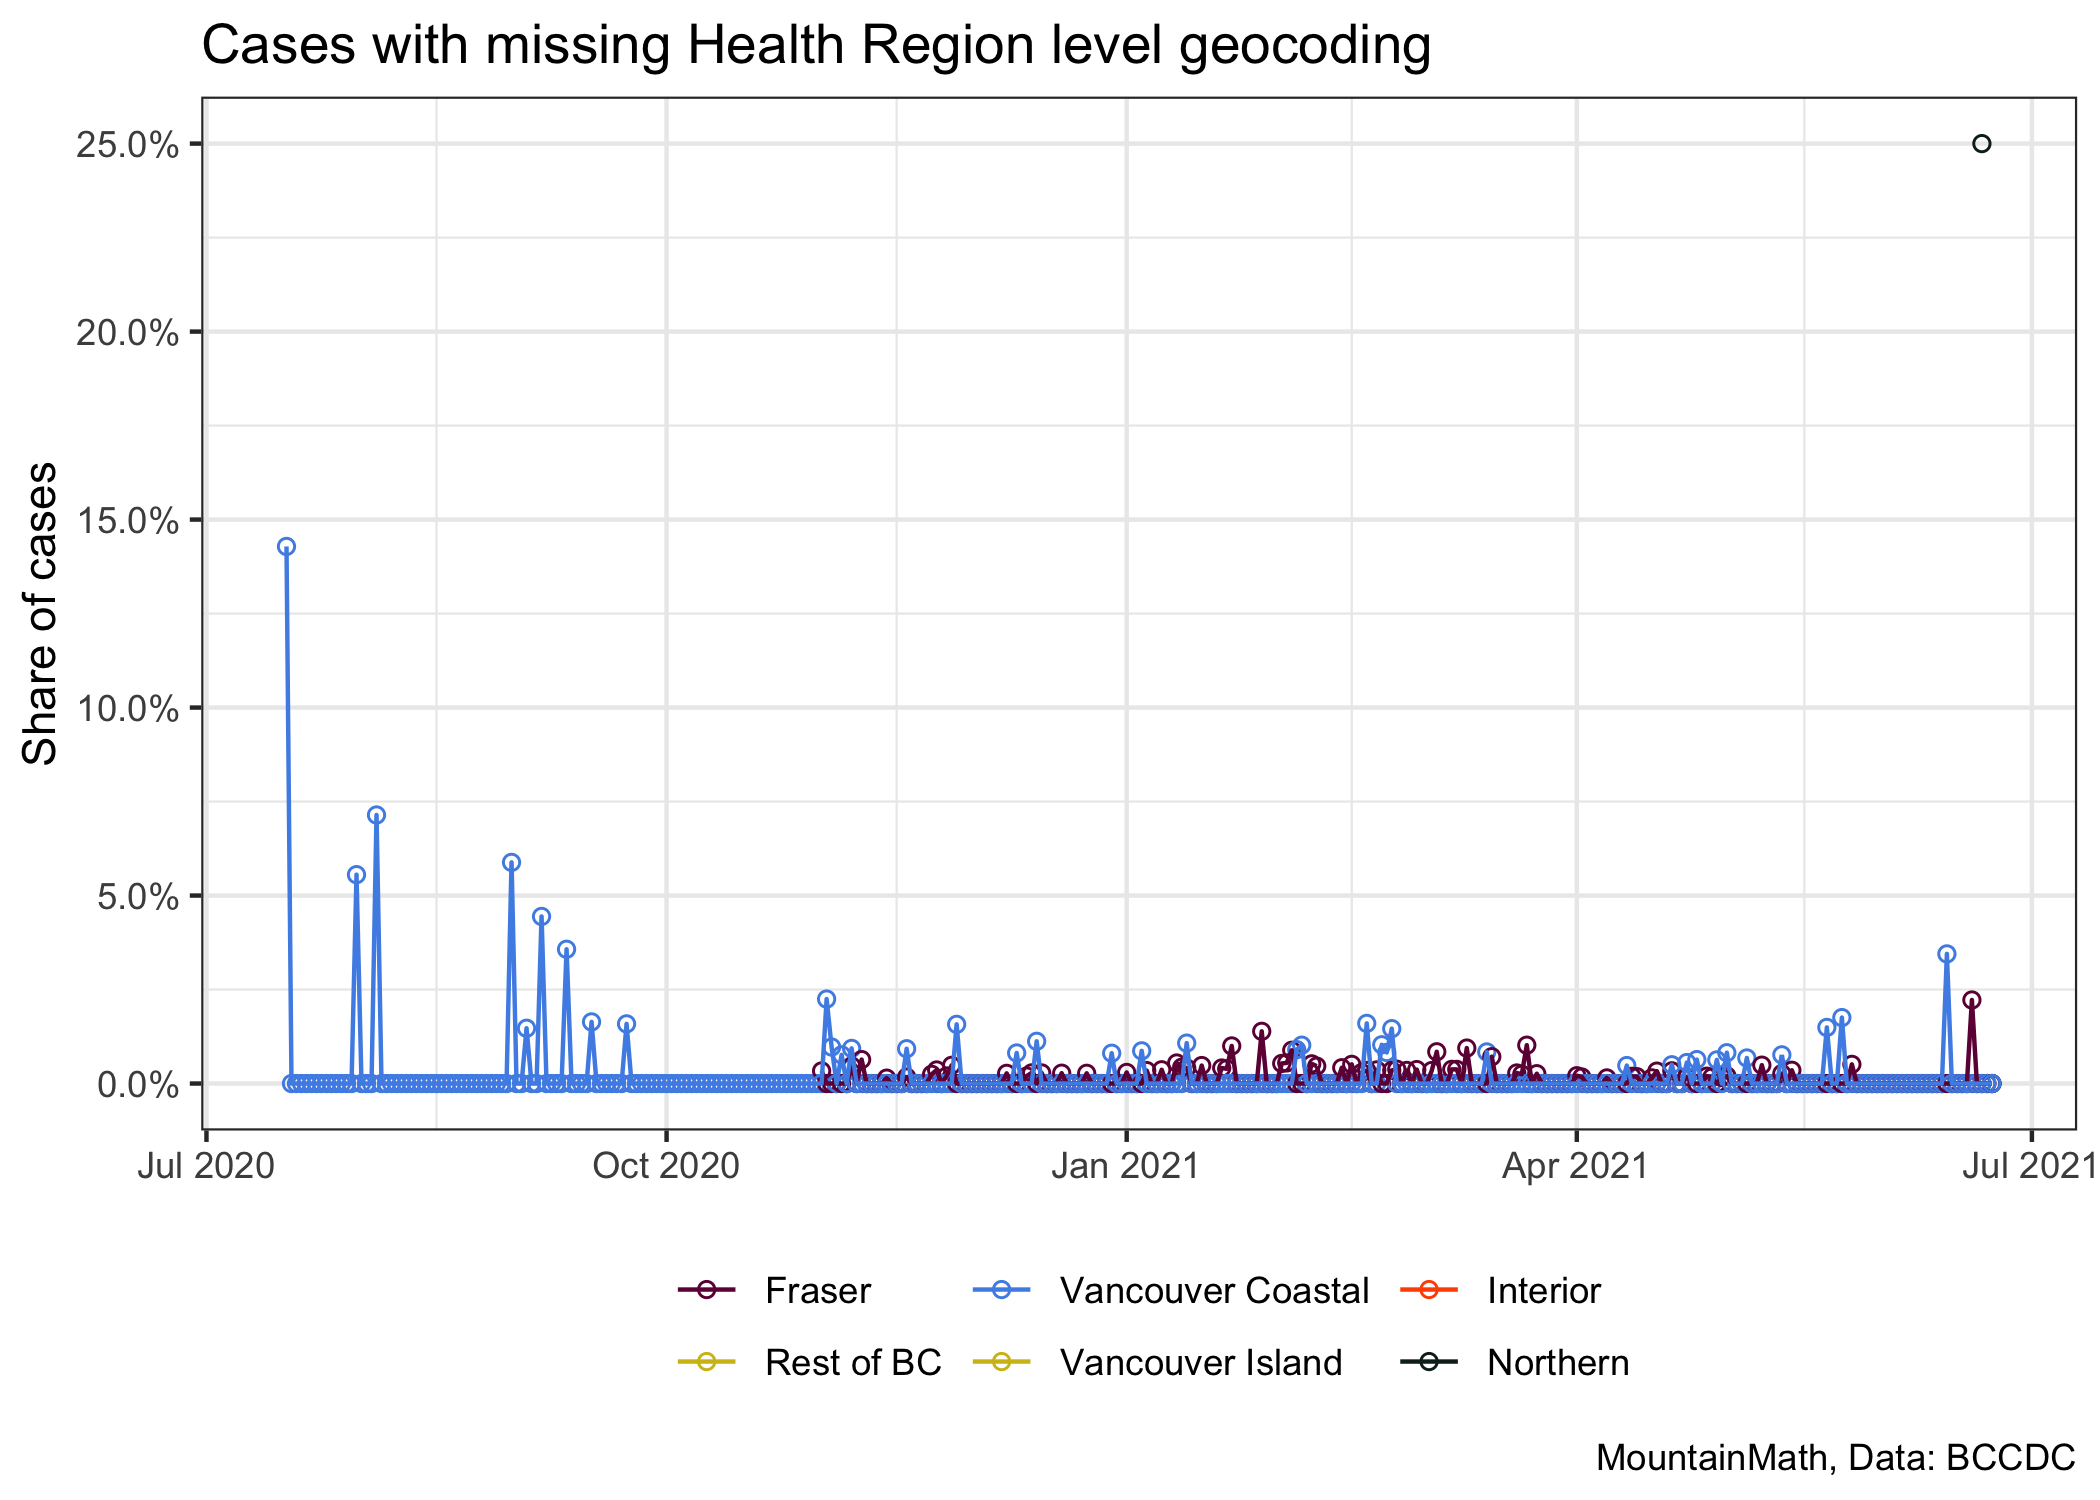 Cases with missing Health Region level geocoding
Share of cases
25.0%
20.0%
15.0%
10.0%
5.0%
0.0%
Jul 2020 Oct 2020 Jan 2021 Apr 2021 Jul 2021
Fraser Vancouver Coastal Interior
Rest of BC Vancouver Island Northern
MountainMath, Data: BCCDC